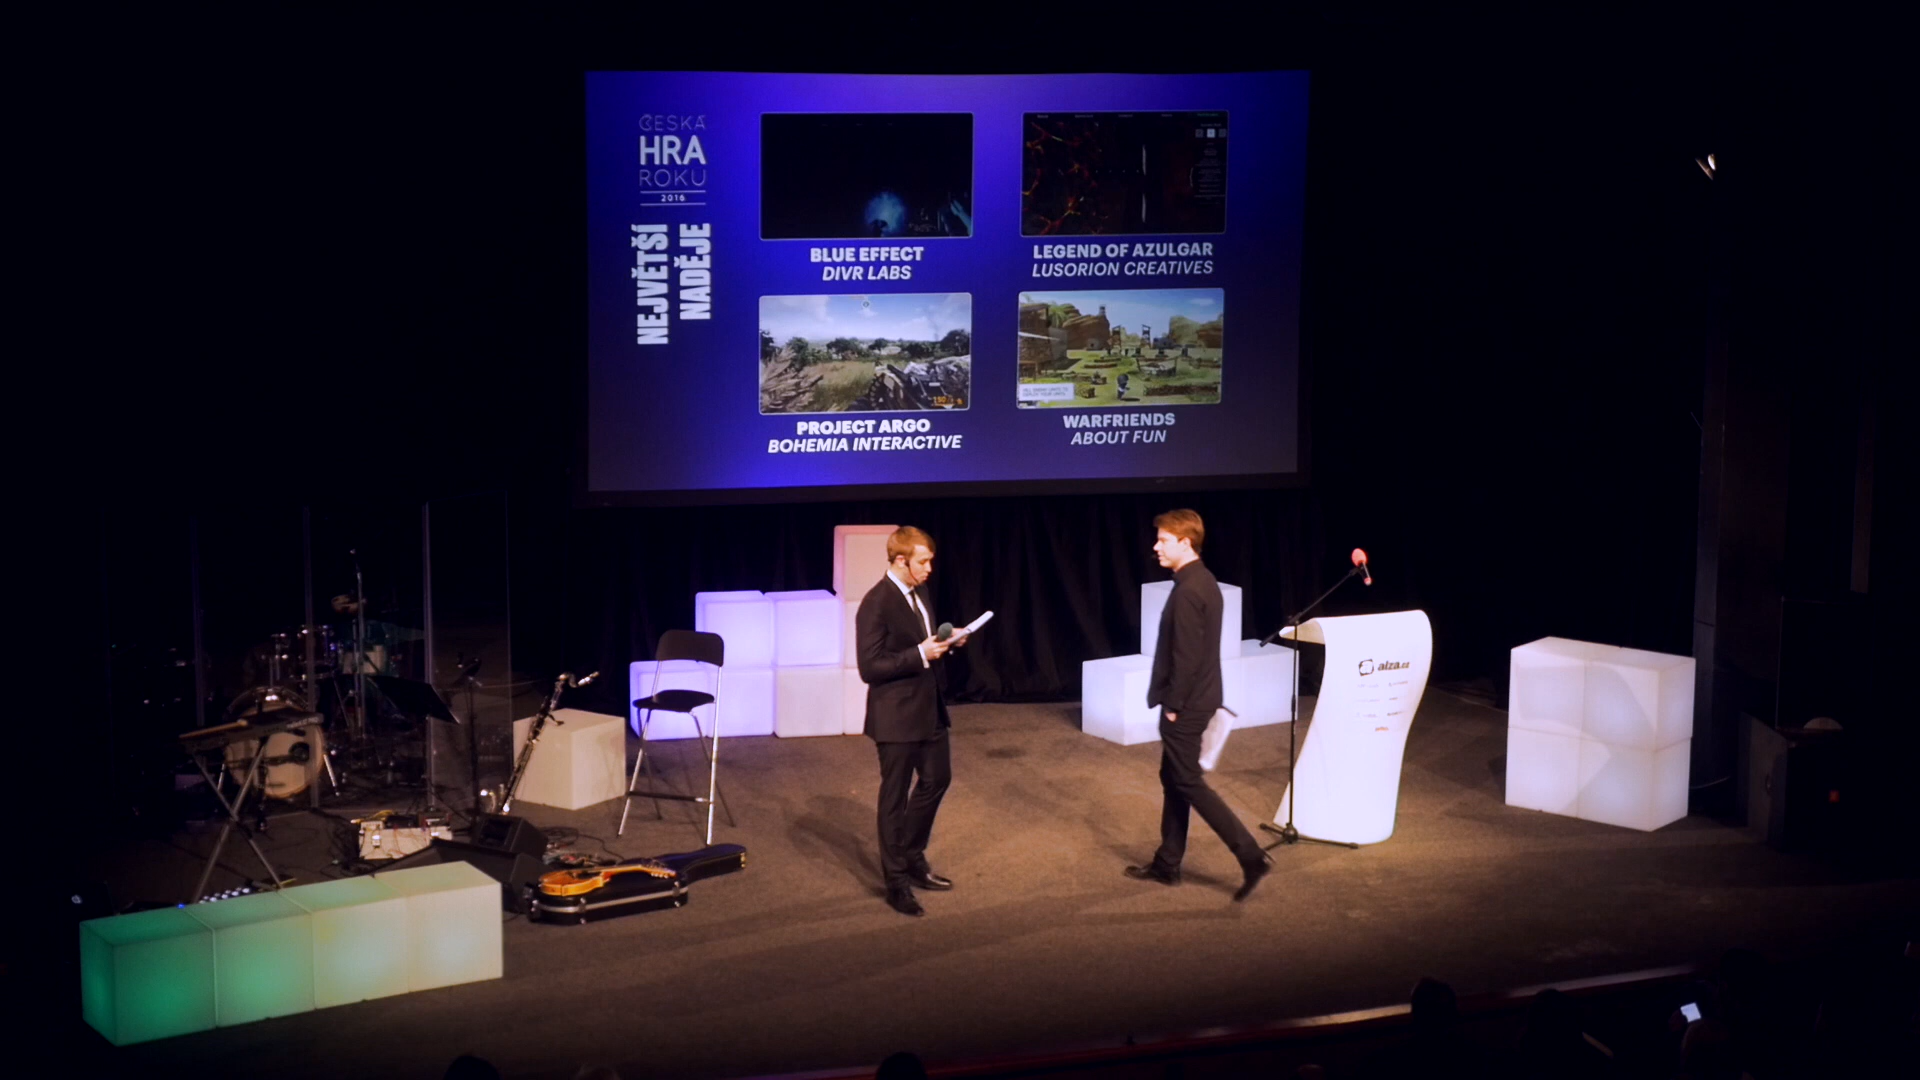 ČESKÁ
HRA
ROKU
2016
NEJVĚTŠÍ
NADĚJE
BLUE EFFECT
DIVR LABS
LEGEND OF AZULGAR
LUSORION CREATIVES
PROJECT ARGO
BOHEMIA INTERACTIVE
WARFRIENDS
ABOUT FUN
alza.cz